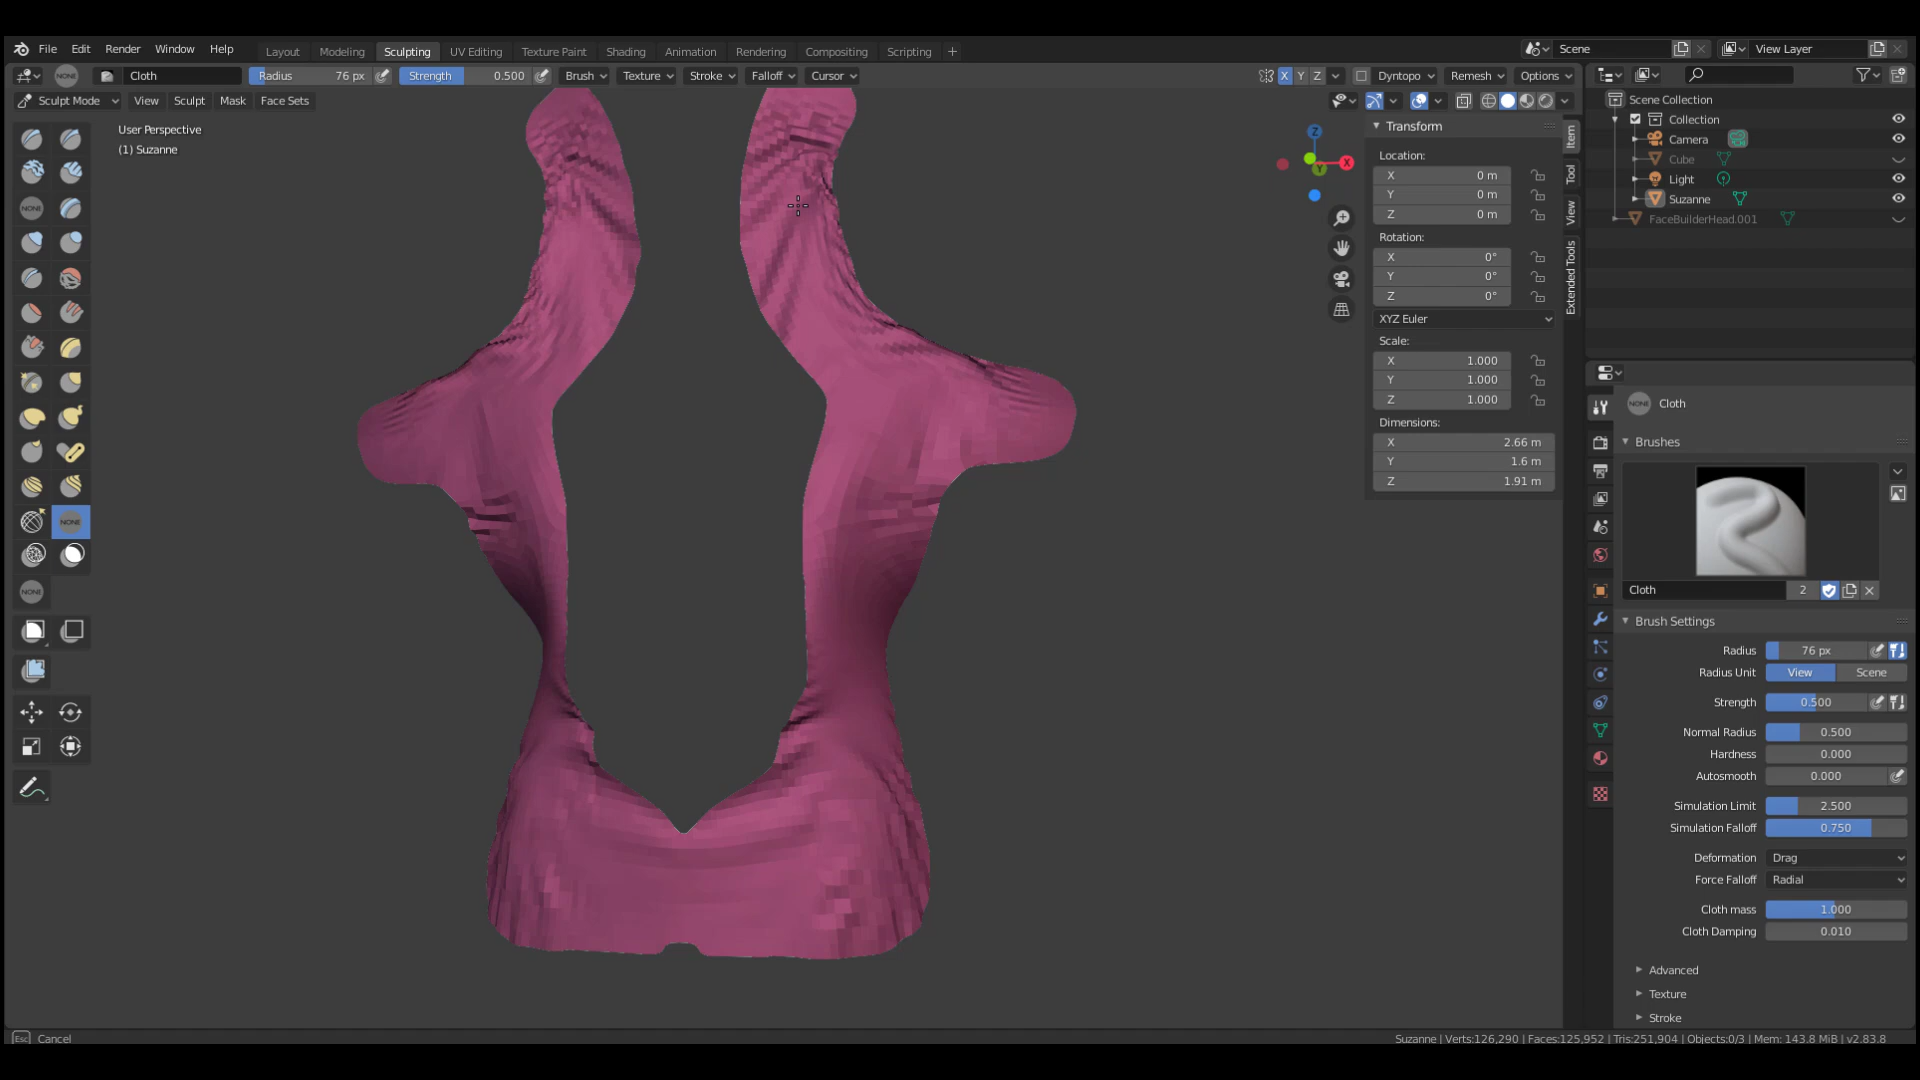 File Edit Render Window Help Layout Modeling Sculpting UV Editing Texture Paint Shading Animation Rendering Compositing Scripting + Scene View Layer
NONE Cloth Radius 76 px Strength 0.500 Brush Texture Stroke Falloff Cursor X Y Z Dyntopo Remesh Options
Sculpt Mode View Sculpt Mask Face Sets
User Perspective
(1) Suzanne
NONE
NONE
NONE
Z
X
Y
Transform
Location:
X 0 m
Y 0 m
Z 0 m
Rotation:
X 0°
Y 0°
Z 0°
XYZ Euler
Scale:
X 1.000
Y 1.000
Z 1.000
Dimensions:
X 2.66 m
Y 1.6 m
Z 1.91 m
Item
Tool
View
Extended Tools
Scene Collection
Collection
Camera
Cube
Light
Suzanne
FaceBuilderHead.001
NONE Cloth
Brushes
Cloth 2
Brush Settings
Radius 76 px
Radius Unit View Scene
Strength 0.500
Normal Radius 0.500
Hardness 0.000
Autosmooth 0.000
Simulation Limit 2.500
Simulation Falloff 0.750
Deformation Drag
Force Falloff Radial
Cloth mass 1.000
Cloth Damping 0.010
Advanced
Texture
Stroke
Esc Cancel
Suzanne | Verts:126,290 | Faces:125,952 | Tris:251,904 | Objects:0/3 | Mem: 143.8 MiB | v2.83.8